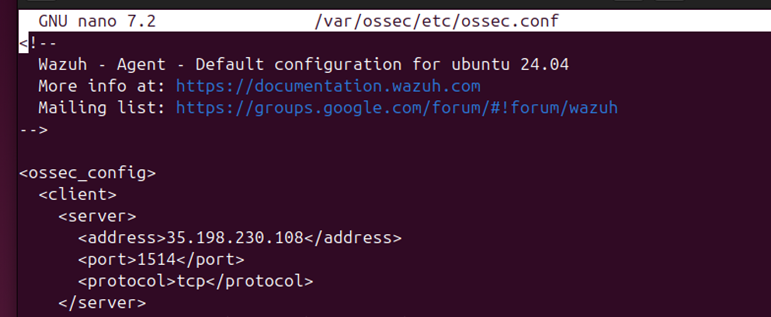 GNU nano 7.2 /var/ossec/etc/ossec.conf
<!--
Wazuh - Agent - Default configuration for ubuntu 24.04
More info at: https://documentation.wazuh.com
Mailing list: https://groups.google.com/forum/#!forum/wazuh
-->
<ossec_config>
<client>
<server>
<address>35.198.230.108</address>
<port>1514</port>
<protocol>tcp</protocol>
</server>